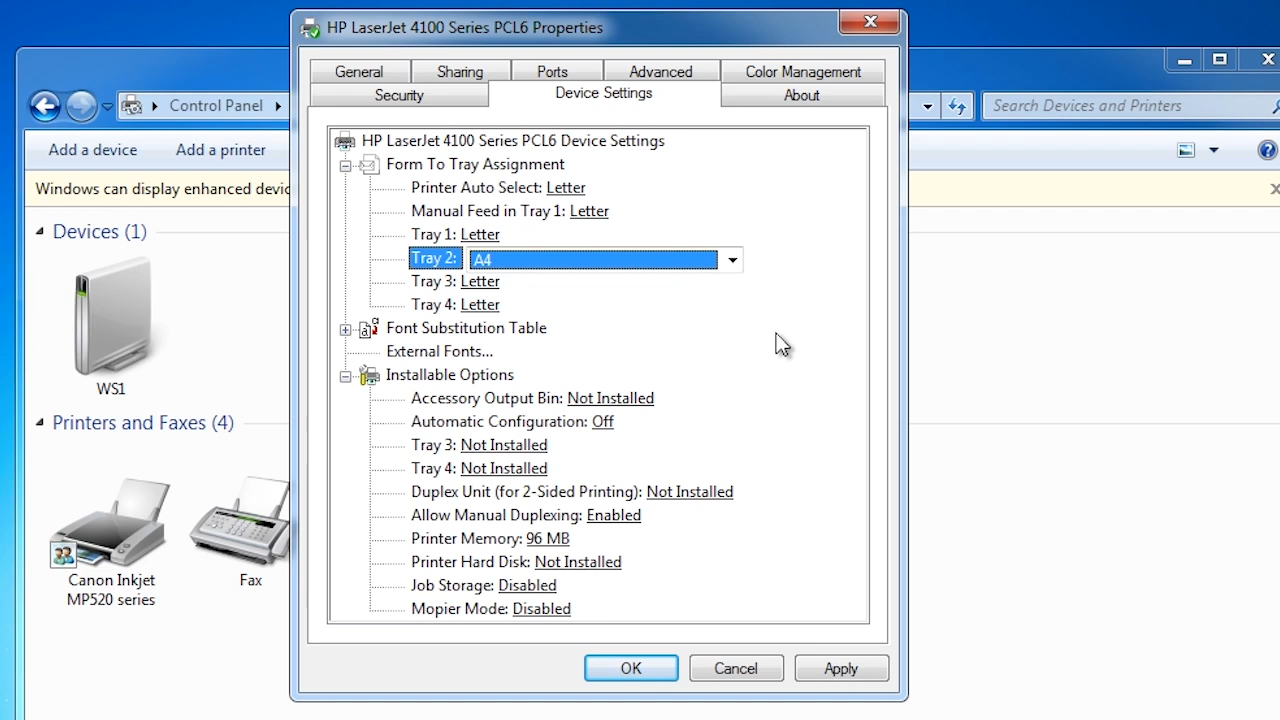 HP LaserJet 4100 Series PCL6 Properties
General Sharing Ports Advanced Color Management
Security Device Settings About
Control Panel
Search Devices and Printers
Add a device Add a printer
Windows can display enhanced
Devices (1)
WS1
Printers and Faxes (4)
Canon Inkjet
MP520 series
Fax
HP LaserJet 4100 Series PCL6 Device Settings
Form To Tray Assignment
Printer Auto Select: Letter
Manual Feed in Tray 1: Letter
Tray 1: Letter
Tray 2: A4
Tray 3: Letter
Tray 4: Letter
Font Substitution Table
External Fonts...
Installable Options
Accessory Output Bin: Not Installed
Automatic Configuration: Off
Tray 3: Not Installed
Tray 4: Not Installed
Duplex Unit (for 2-Sided Printing): Not Installed
Allow Manual Duplexing: Enabled
Printer Memory: 96 MB
Printer Hard Disk: Not Installed
Job Storage: Disabled
Mopier Mode: Disabled
OK Cancel Apply